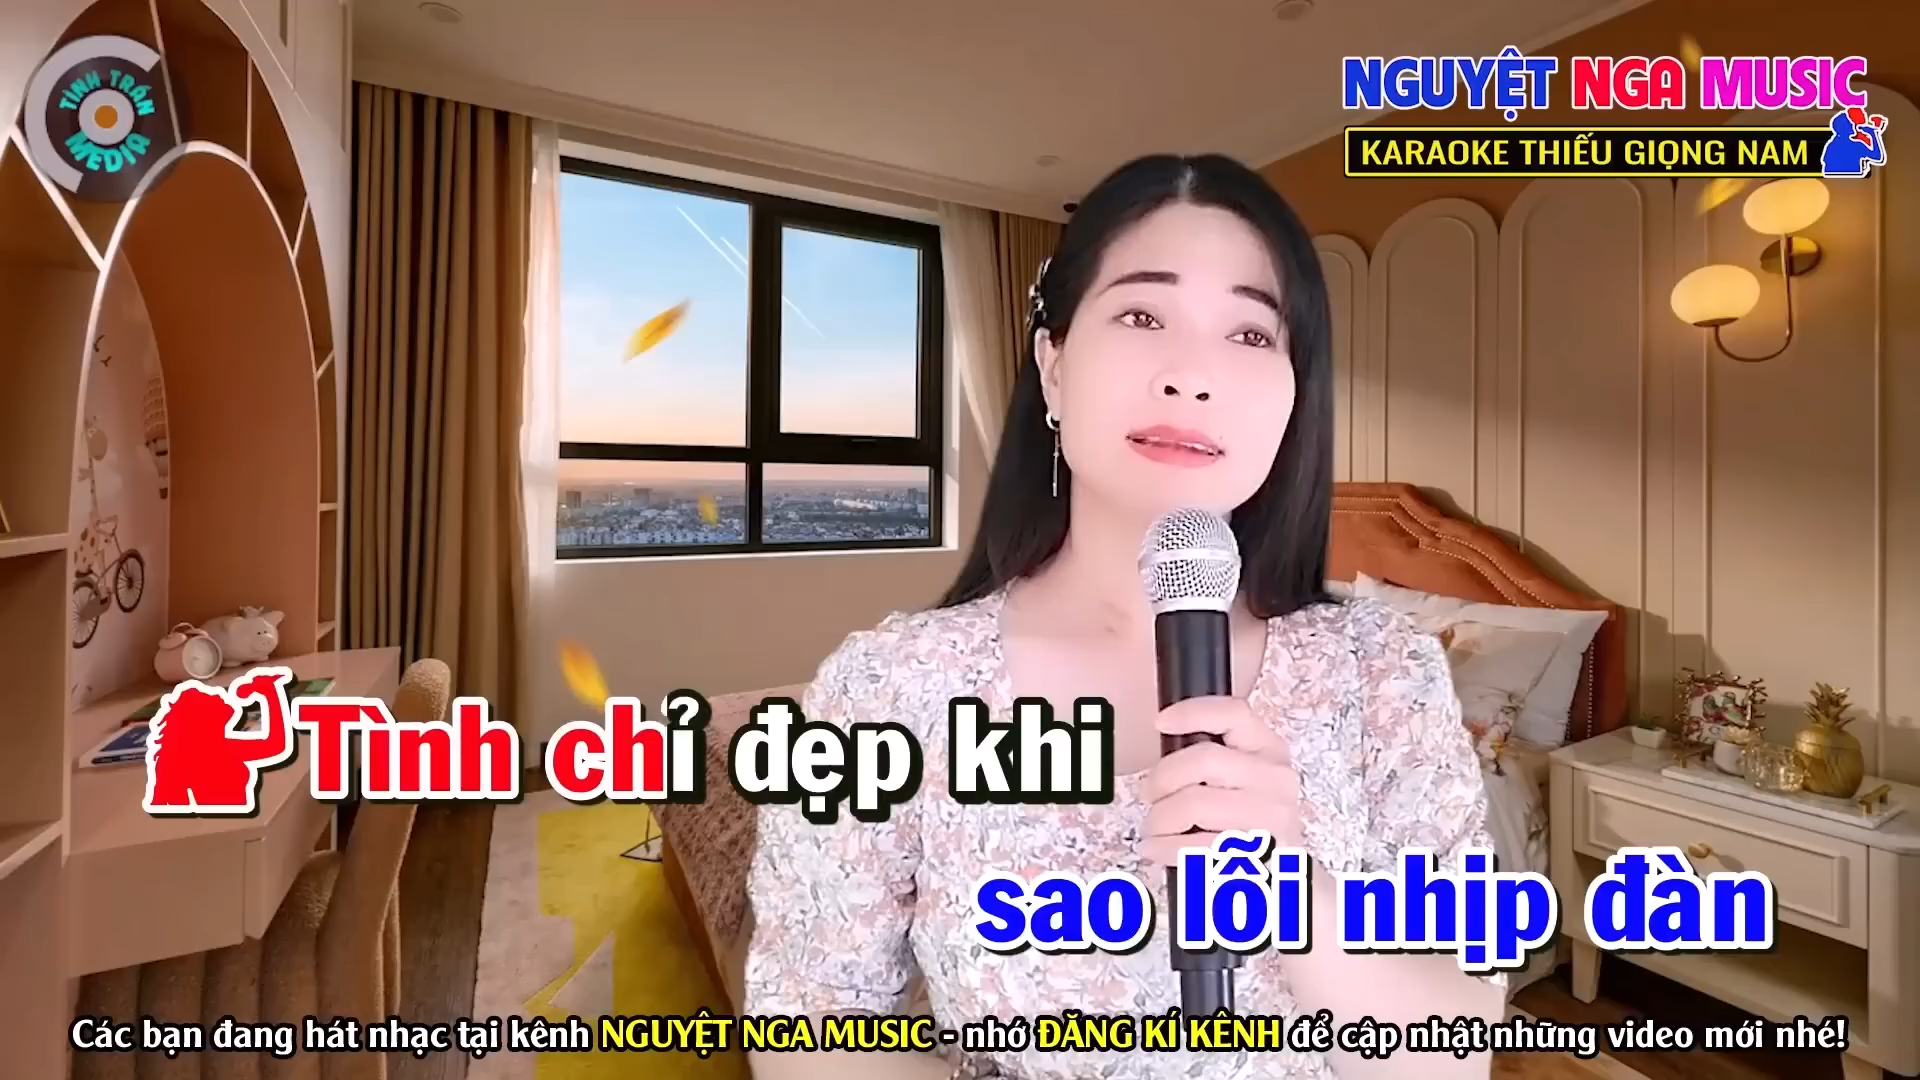 TÌNH TRẦN
MEDIA
NGUYỆT NGA MUSIC
KARAOKE THIẾU GIỌNG NAM
Tình chỉ đẹp khi
sao lỗi nhịp đàn
Các bạn đang hát nhạc tại kênh NGUYỆT NGA MUSIC - nhớ ĐĂNG KÍ KÊNH để cập nhật những video mới nhé!